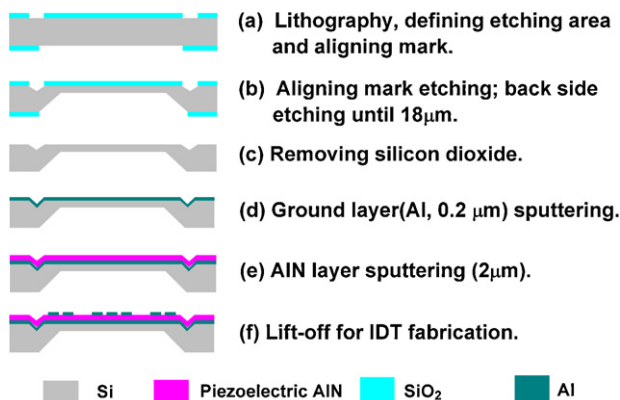 (a) Lithography, defining etching area
and aligning mark.
(b) Aligning mark etching; back side
etching until 18μm.
(c) Removing silicon dioxide.
(d) Ground layer(Al, 0.2 μm) sputtering.
(e) AlN layer sputtering (2μm).
(f) Lift-off for IDT fabrication.
Si Piezoelectric AlN SiO₂ Al